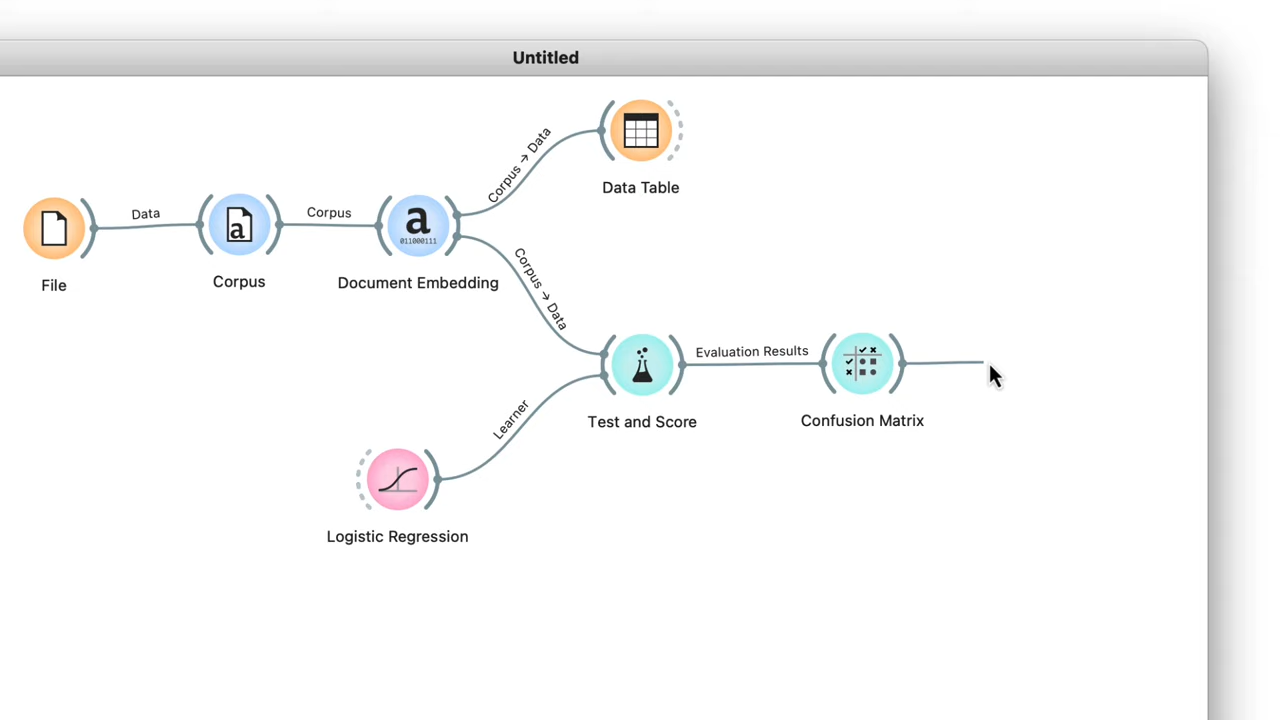 Untitled
Corpus → Data
Data Table
Data
Corpus
a
a
011000111
File
Corpus
Document Embedding
Corpus → Data
Evaluation Results
Test and Score
Confusion Matrix
Learner
Logistic Regression